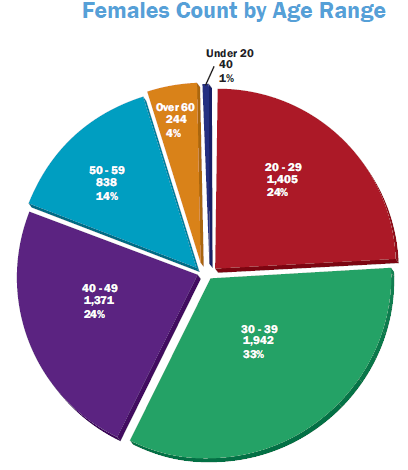 Females Count by Age Range
Under 20
40
1%
20 - 29
1,405
24%
30 - 39
1,942
33%
40 - 49
1,371
24%
50 - 59
838
14%
Over 60
244
4%